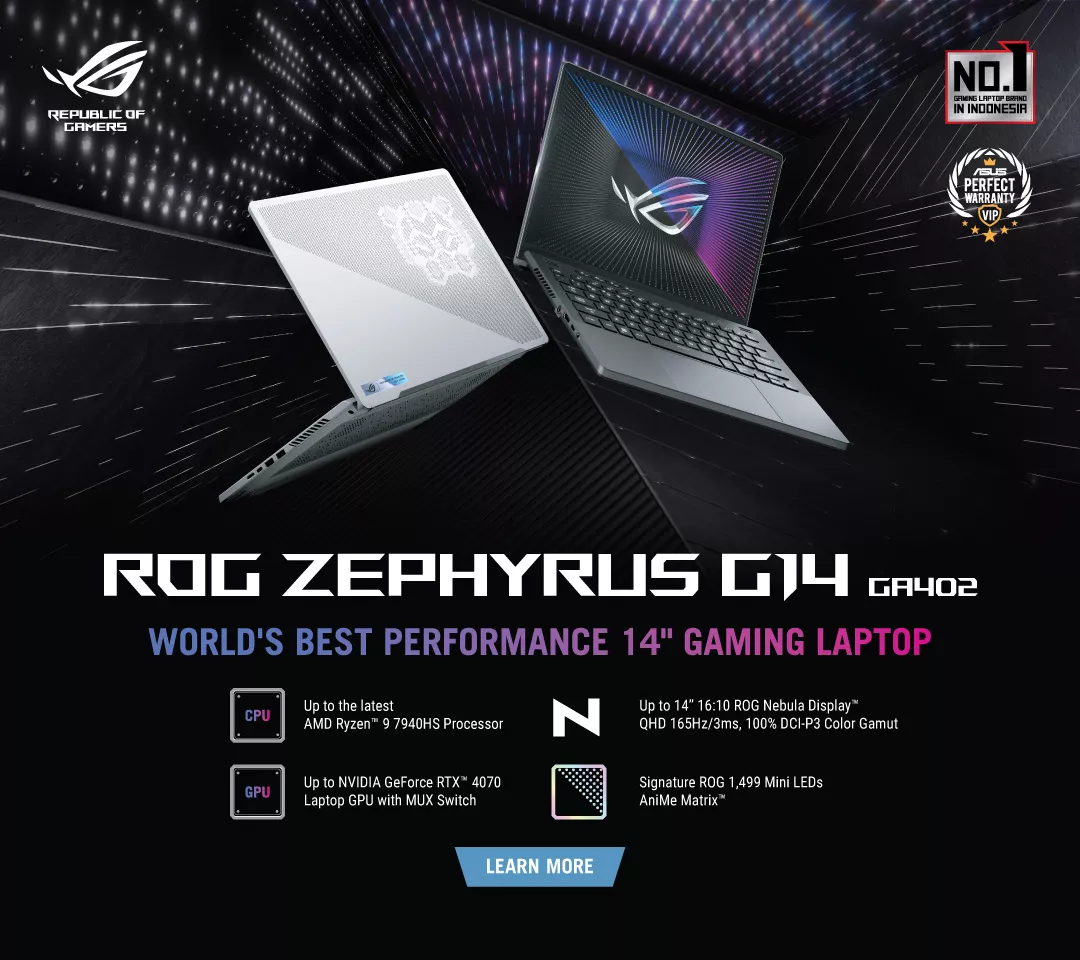 REPUBLIC OF
GAMERS
NO.1
GAMING LAPTOP BRAND
IN INDONESIA
ASUS
PERFECT
WARRANTY
VIP
ROG ZEPHYRUS G14 GA402
WORLD'S BEST PERFORMANCE 14" GAMING LAPTOP
CPU
Up to the latest
AMD Ryzen™ 9 7940HS Processor
N
Up to 14” 16:10 ROG Nebula Display™
QHD 165Hz/3ms, 100% DCI-P3 Color Gamut
GPU
Up to NVIDIA GeForce RTX™ 4070
Laptop GPU with MUX Switch
Signature ROG 1,499 Mini LEDs
AniMe Matrix™
LEARN MORE